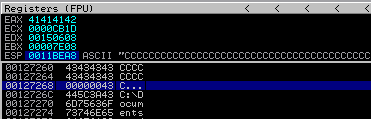 Registers (FPU) < < < <
EAX 41414142
ECX 0000CB1D
EDX 00150608
EBX 00007E08
ESP 0011BEA8 ASCII "CCCCCCCCCCCCCCCCCCCCCCCCCCCCCCCCCCC
00127260 43434343 CCCC
00127264 43434343 CCCC
00127268 00000043 C...
0012726C 445C3A43 C:\D
00127270 6D75636F ocum
00127274 73746E65 ents